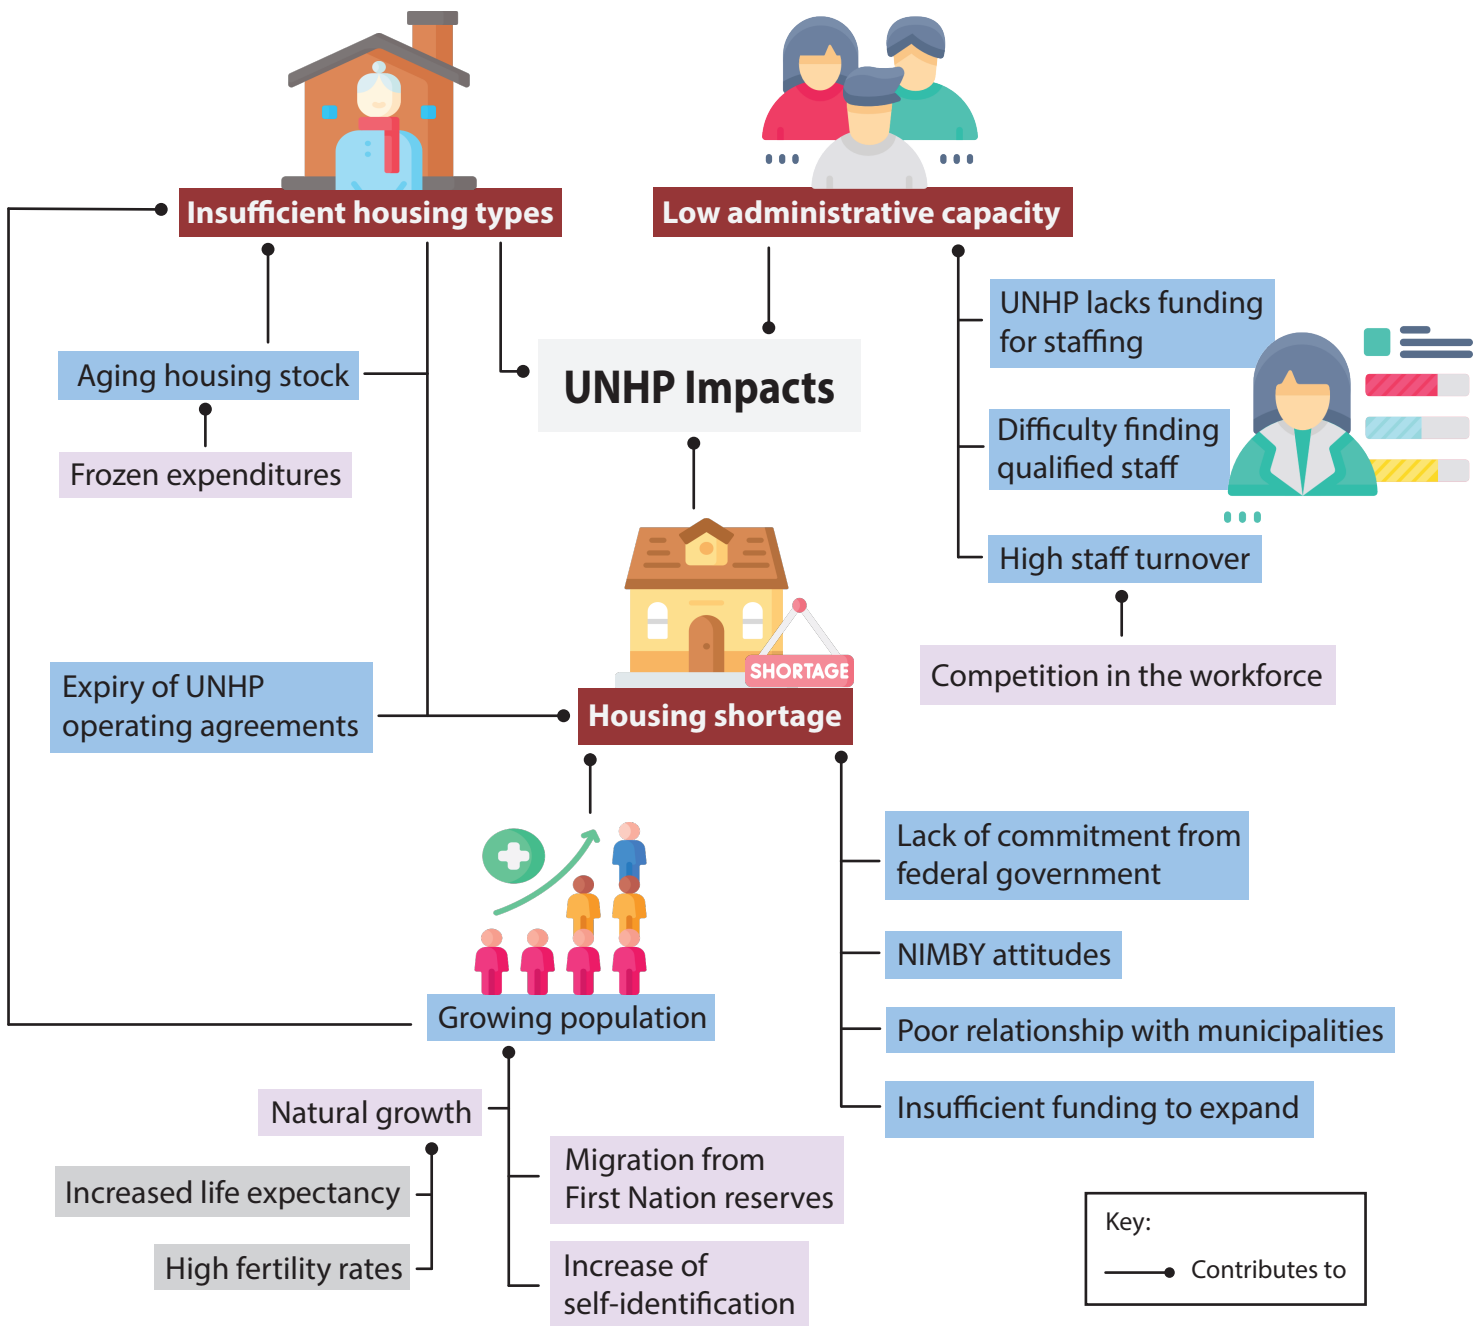 Insufficient housing types
Low administrative capacity
UNHP lacks funding
for staffing
Aging housing stock
UNHP Impacts
Difficulty finding
qualified staff
Frozen expenditures
High staff turnover
SHORTAGE
Competition in the workforce
Expiry of UNHP
operating agreements
Housing shortage
Lack of commitment from
federal government
NIMBY attitudes
Growing population
Poor relationship with municipalities
Natural growth
Insufficient funding to expand
Migration from
First Nation reserves
Increased life expectancy
High fertility rates
Increase of
self-identification
Key:
Contributes to